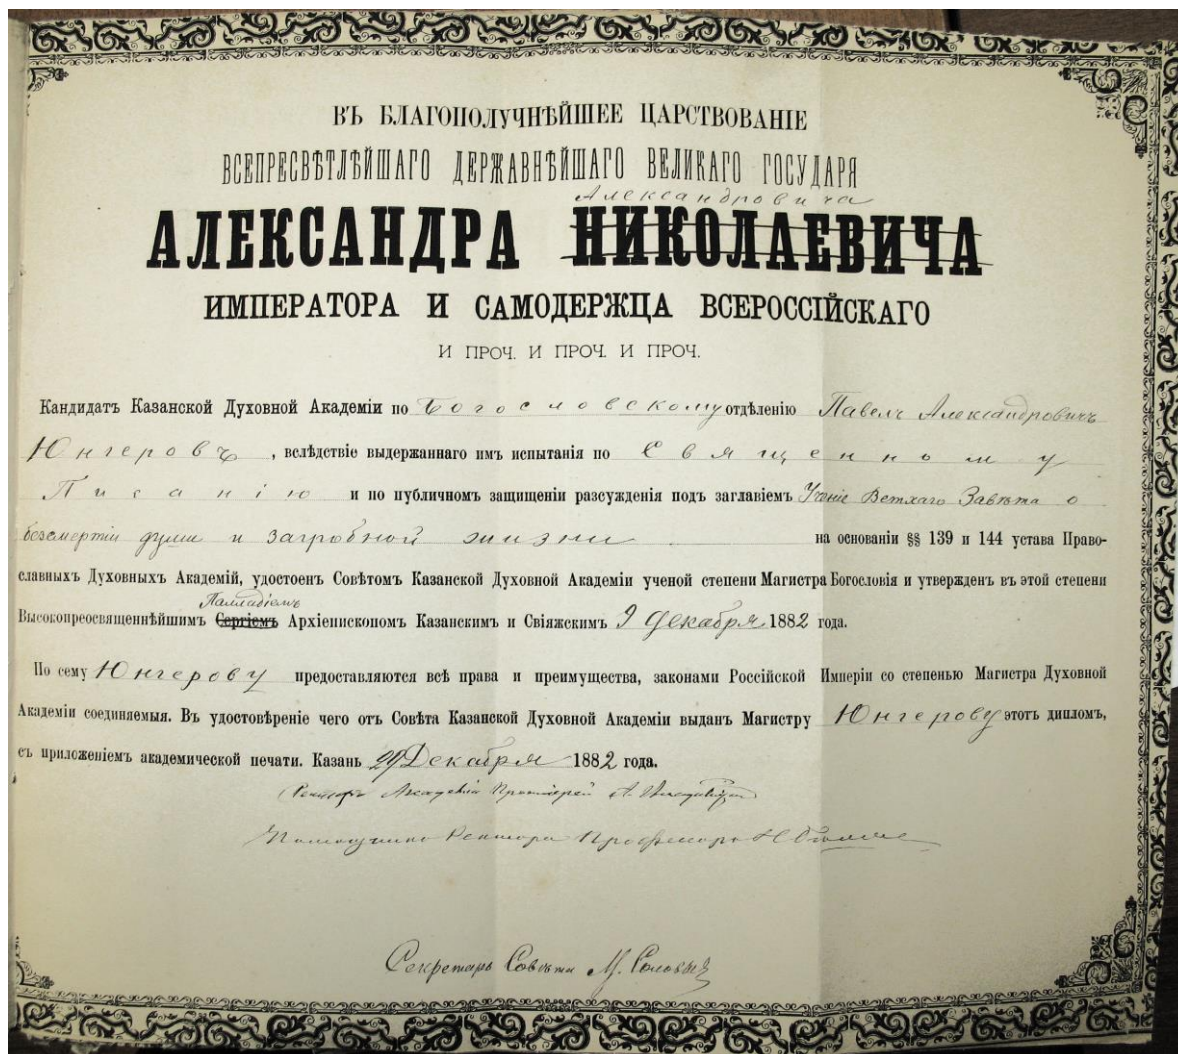 ВЪ БЛАГОПОЛУЧНѢЙШЕЕ ЦАРСТВОВАНІЕ
ВСЕПРЕСВѢТЛѢЙШАГО ДЕРЖАВНѢЙШАГО ВЕЛИКАГО ГОСУДАРЯ
Александровича
АЛЕКСАНДРА НИКОЛАЕВИЧА
ИМПЕРАТОРА И САМОДЕРЖЦА ВСЕРОССІЙСКАГО
И ПРОЧ. И ПРОЧ. И ПРОЧ.
Кандидатъ Казанской Духовной Академіи по Богословскому отдѣленію Павелъ Александровичъ
Юнгеровъ, вслѣдствіе выдержаннаго имъ испытанія по Священному
Писанію и по публичномъ защищеніи разсужденія подъ заглавіемъ Ученіе Ветхаго Завѣта о
безсмертіи души и загробной жизни на основаніи §§ 139 и 144 устава Право-
славныхъ Духовныхъ Академій, удостоенъ Совѣтомъ Казанской Духовной Академіи ученой степени Магистра Богословія и утвержденъ въ этой степени
Палладіемъ
Высокопреосвященнѣйшимъ Сергіемъ Архіепископомъ Казанскимъ и Свіяжскимъ 9 Декабря 1882 года.
По сему Юнгерову предоставляются всѣ права и преимущества, законами Россійской Имперіи со степенью Магистра Духовной
Академіи соединяемыя. Въ удостовѣреніе чего отъ Совѣта Казанской Духовной Академіи выданъ Магистру Юнгерову этотъ дипломъ,
съ приложеніемъ академической печати. Казань 29 Декабря 1882 года.
Ректоръ Академіи Протоіерей А. Владимірскій
Помощникъ Ректора Профессоръ Н.
Секретарь Совѣта М. Соловьев